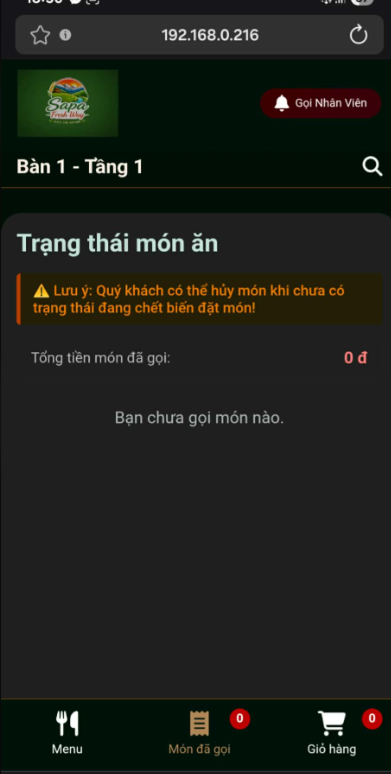 192.168.0.216
Sapa
Fresh Way
Gọi Nhân Viên
Bàn 1 - Tầng 1
Trạng thái món ăn
⚠️ Lưu ý: Quý khách có thể hủy món khi chưa có
trạng thái đang chết biến đặt món!
Tổng tiền món đã gọi: 0 đ
Bạn chưa gọi món nào.
0 0
Menu Món đã gọi Giỏ hàng